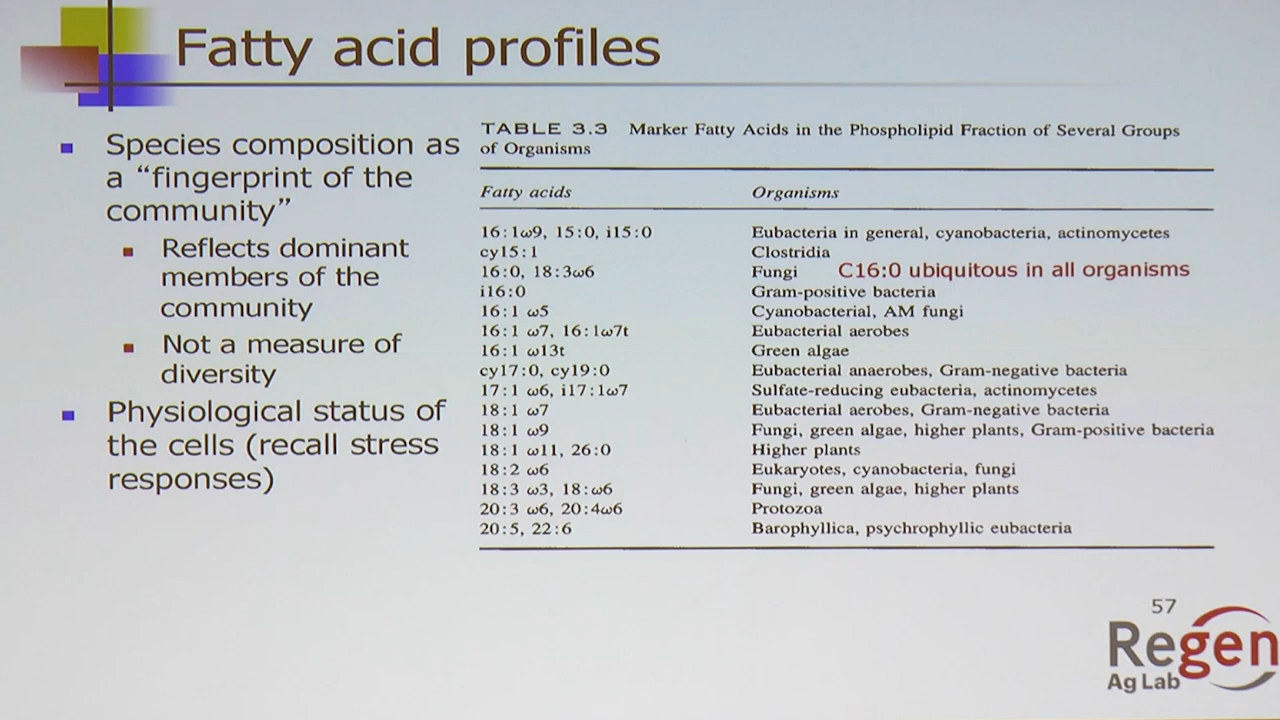 Fatty acid profiles
Species composition as
a “fingerprint of the
community”
Reflects dominant
members of the
community
Not a measure of
diversity
Physiological status of
the cells (recall stress
responses)
TABLE 3.3 Marker Fatty Acids in the Phospholipid Fraction of Several Groups
of Organisms
Fatty acids Organisms
16:1ω9, 15:0, i15:0 Eubacteria in general, cyanobacteria, actinomycetes
cy15:1 Clostridia
16:0, 18:3ω6 Fungi C16:0 ubiquitous in all organisms
i16:0 Gram-positive bacteria
16:1 ω5 Cyanobacterial, AM fungi
16:1 ω7, 16:1ω7t Eubacterial aerobes
16:1 ω13t Green algae
cy17:0, cy19:0 Eubacterial anaerobes, Gram-negative bacteria
17:1 ω6, i17:1ω7 Sulfate-reducing eubacteria, actinomycetes
18:1 ω7 Eubacterial aerobes, Gram-negative bacteria
18:1 ω9 Fungi, green algae, higher plants, Gram-positive bacteria
18:1 ω11, 26:0 Higher plants
18:2 ω6 Eukaryotes, cyanobacteria, fungi
18:3 ω3, 18:ω6 Fungi, green algae, higher plants
20:3 ω6, 20:4ω6 Protozoa
20:5, 22:6 Barophyllica, psychrophyllic eubacteria
57
Regen
Ag Lab